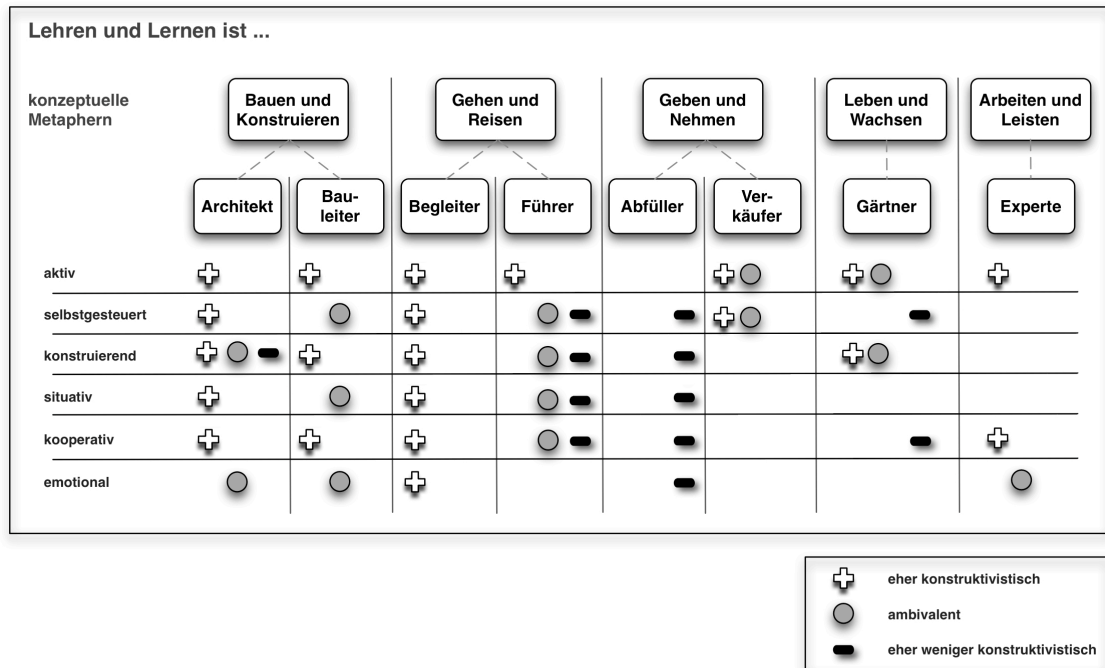 Lehren und Lernen ist ...
konzeptuelle
Metaphern
Bauen und
Konstruieren
Gehen und
Reisen
Geben und
Nehmen
Leben und
Wachsen
Arbeiten und
Leisten
Architekt
Bau-
leiter
Begleiter
Führer
Abfüller
Ver-
käufer
Gärtner
Experte
aktiv
selbstgesteuert
konstruierend
situativ
kooperativ
emotional
eher konstruktivistisch
ambivalent
eher weniger konstruktivistisch